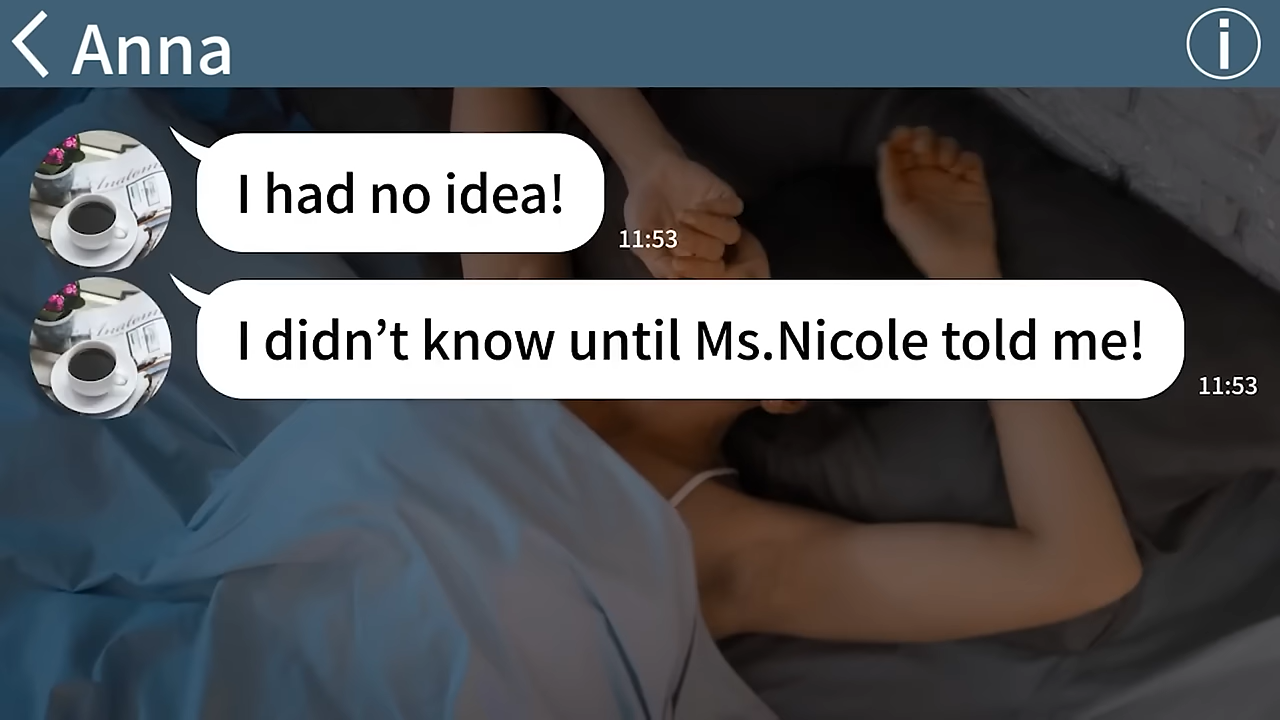 Anna
I had no idea!
11:53
I didn’t know until Ms.Nicole told me!
11:53